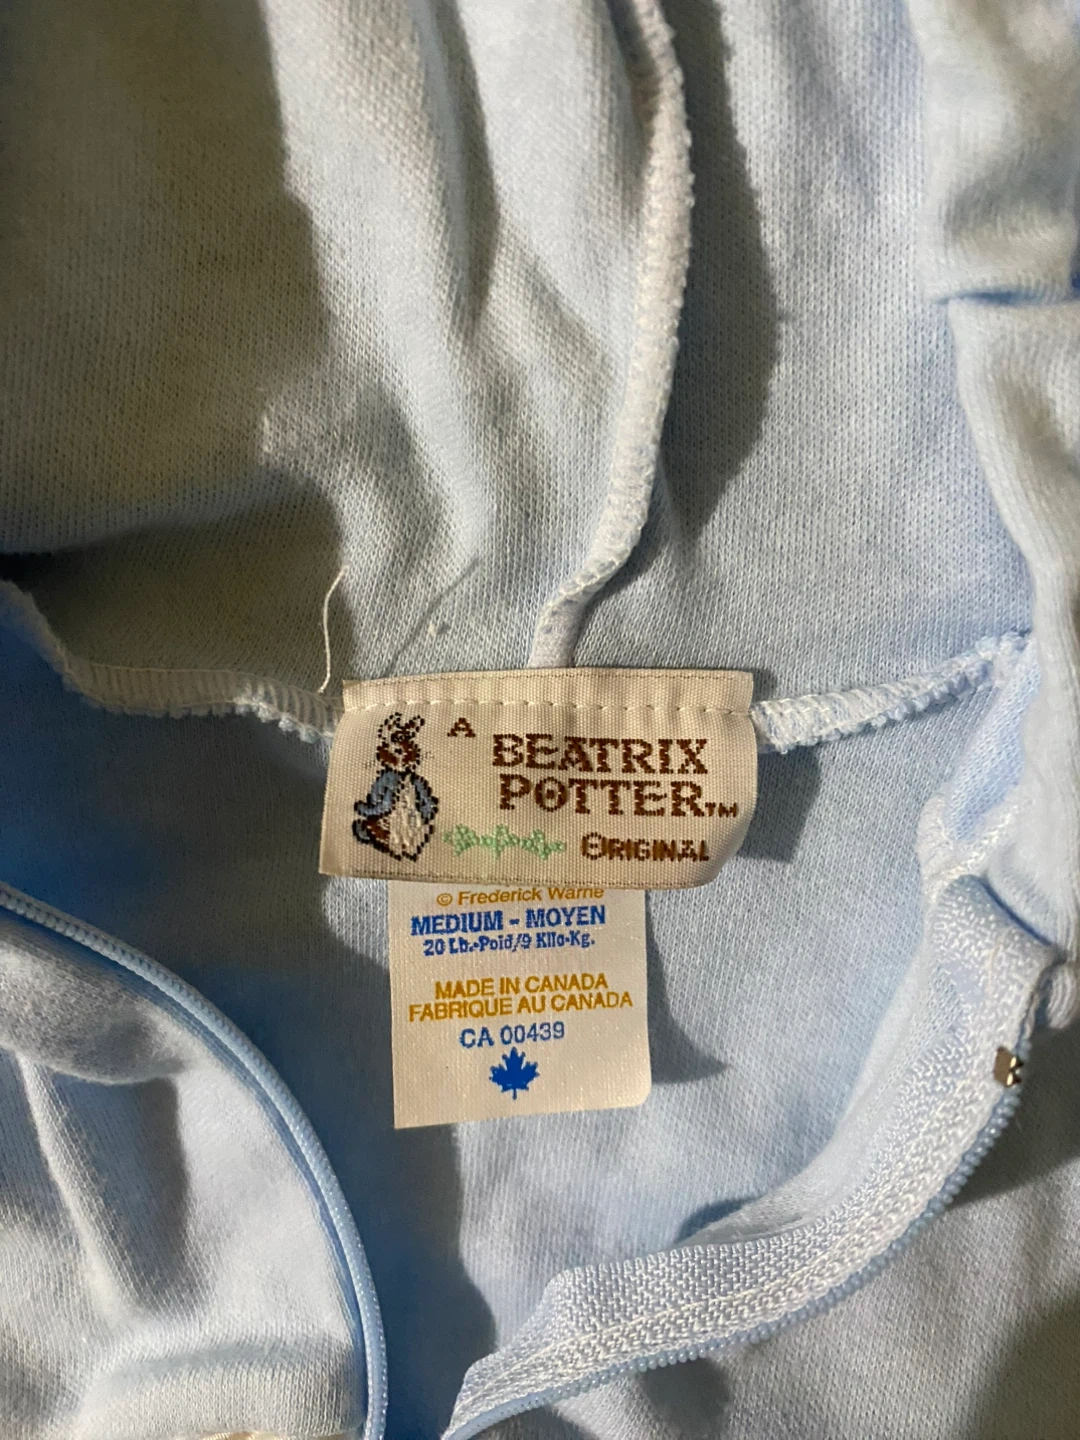 A
BEATRIX
POTTER™
ORIGINAL
© Frederick Warne
MEDIUM - MOYEN
20 Lb.-Poid/9 Kilo-Kg.
MADE IN CANADA
FABRIQUE AU CANADA
CA 00439